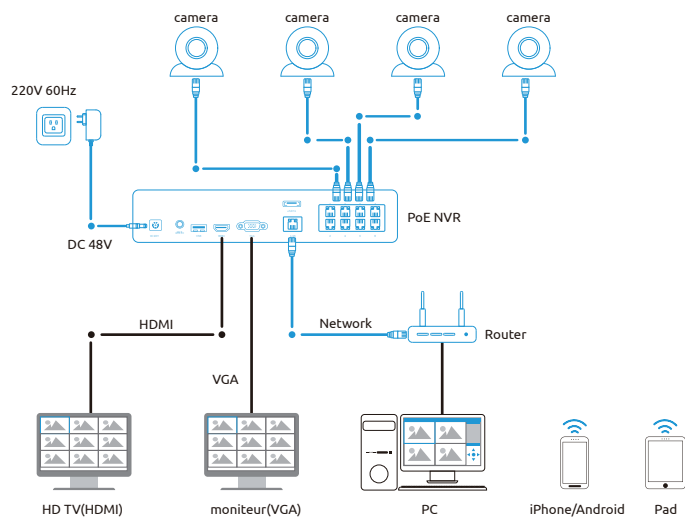 camera
camera
camera
camera
220V 60Hz
PoE NVR
DC 48V
HDMI
Network
Router
VGA
HD TV(HDMI)
moniteur(VGA)
PC
iPhone/Android
Pad